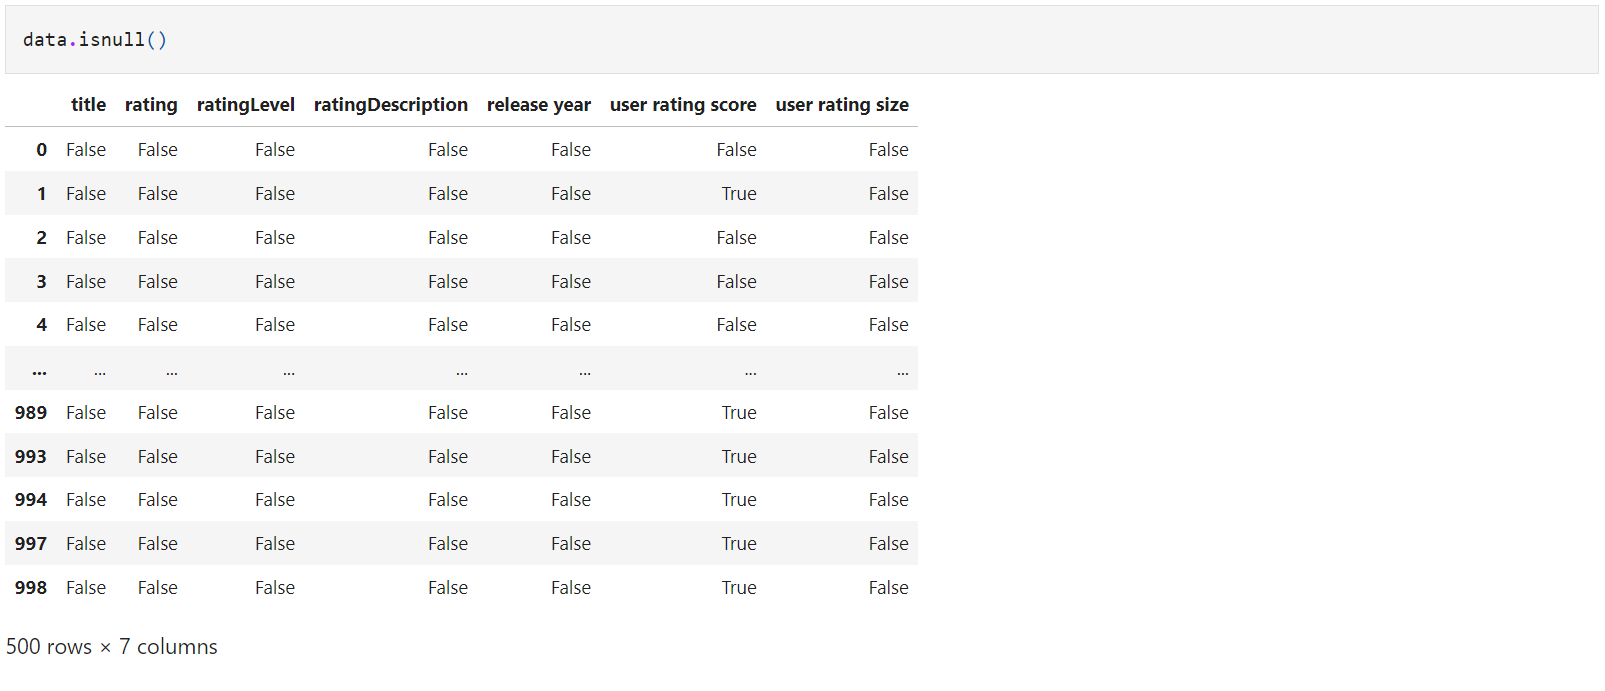 data.isnull()
title rating ratingLevel ratingDescription release year user rating score user rating size
0 False False False False False False False
1 False False False False False True False
2 False False False False False False False
3 False False False False False False False
4 False False False False False False False
... ... ... ... ... ... ... ...
989 False False False False False True False
993 False False False False False True False
994 False False False False False True False
997 False False False False False True False
998 False False False False False True False
500 rows × 7 columns